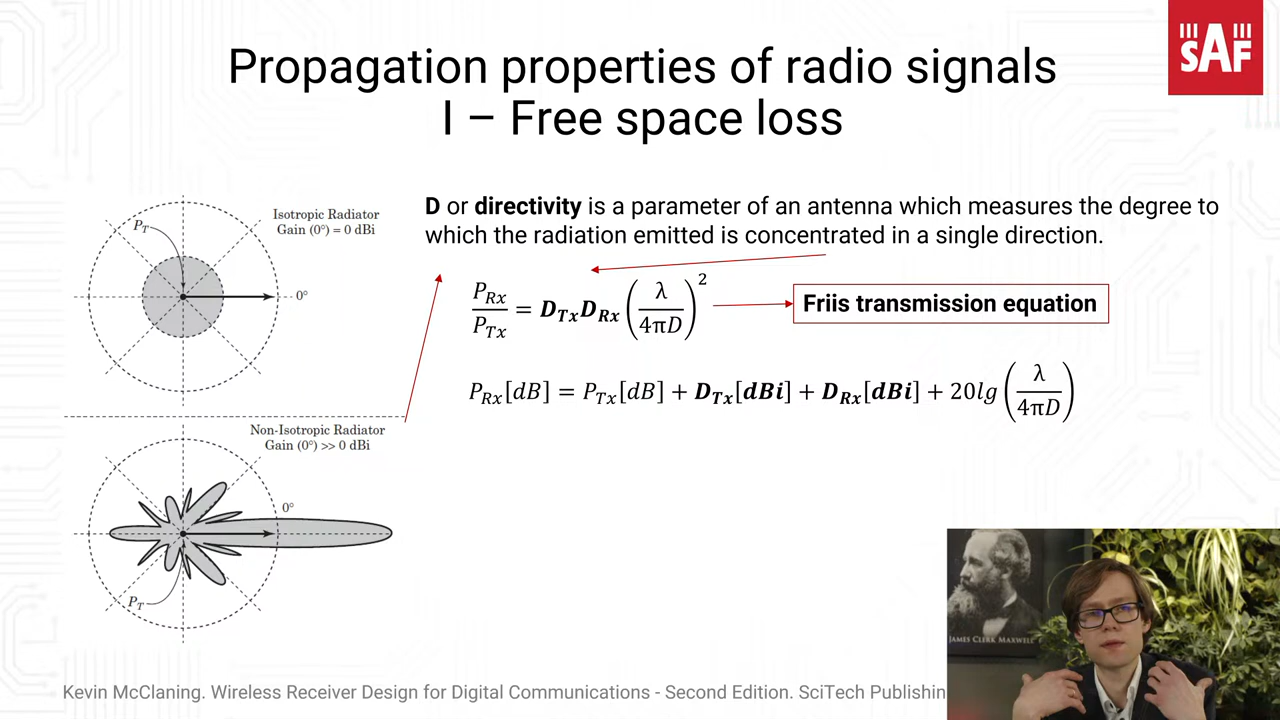 SAF
Propagation properties of radio signals
I – Free space loss
Isotropic Radiator
Gain (0°) = 0 dBi
P_T
0°
D or directivity is a parameter of an antenna which measures the degree to
which the radiation emitted is concentrated in a single direction.
P_Rx/P_Tx = D_Tx D_Rx (λ/4πD)²
Friis transmission equation
P_Rx[dB] = P_Tx[dB] + D_Tx[dBi] + D_Rx[dBi] + 20lg(λ/4πD)
Non-Isotropic Radiator
Gain (0°) >> 0 dBi
0°
P_T
JAMES CLERK MAXWELL
Kevin McClaning. Wireless Receiver Design for Digital Communications - Second Edition. SciTech Publishin